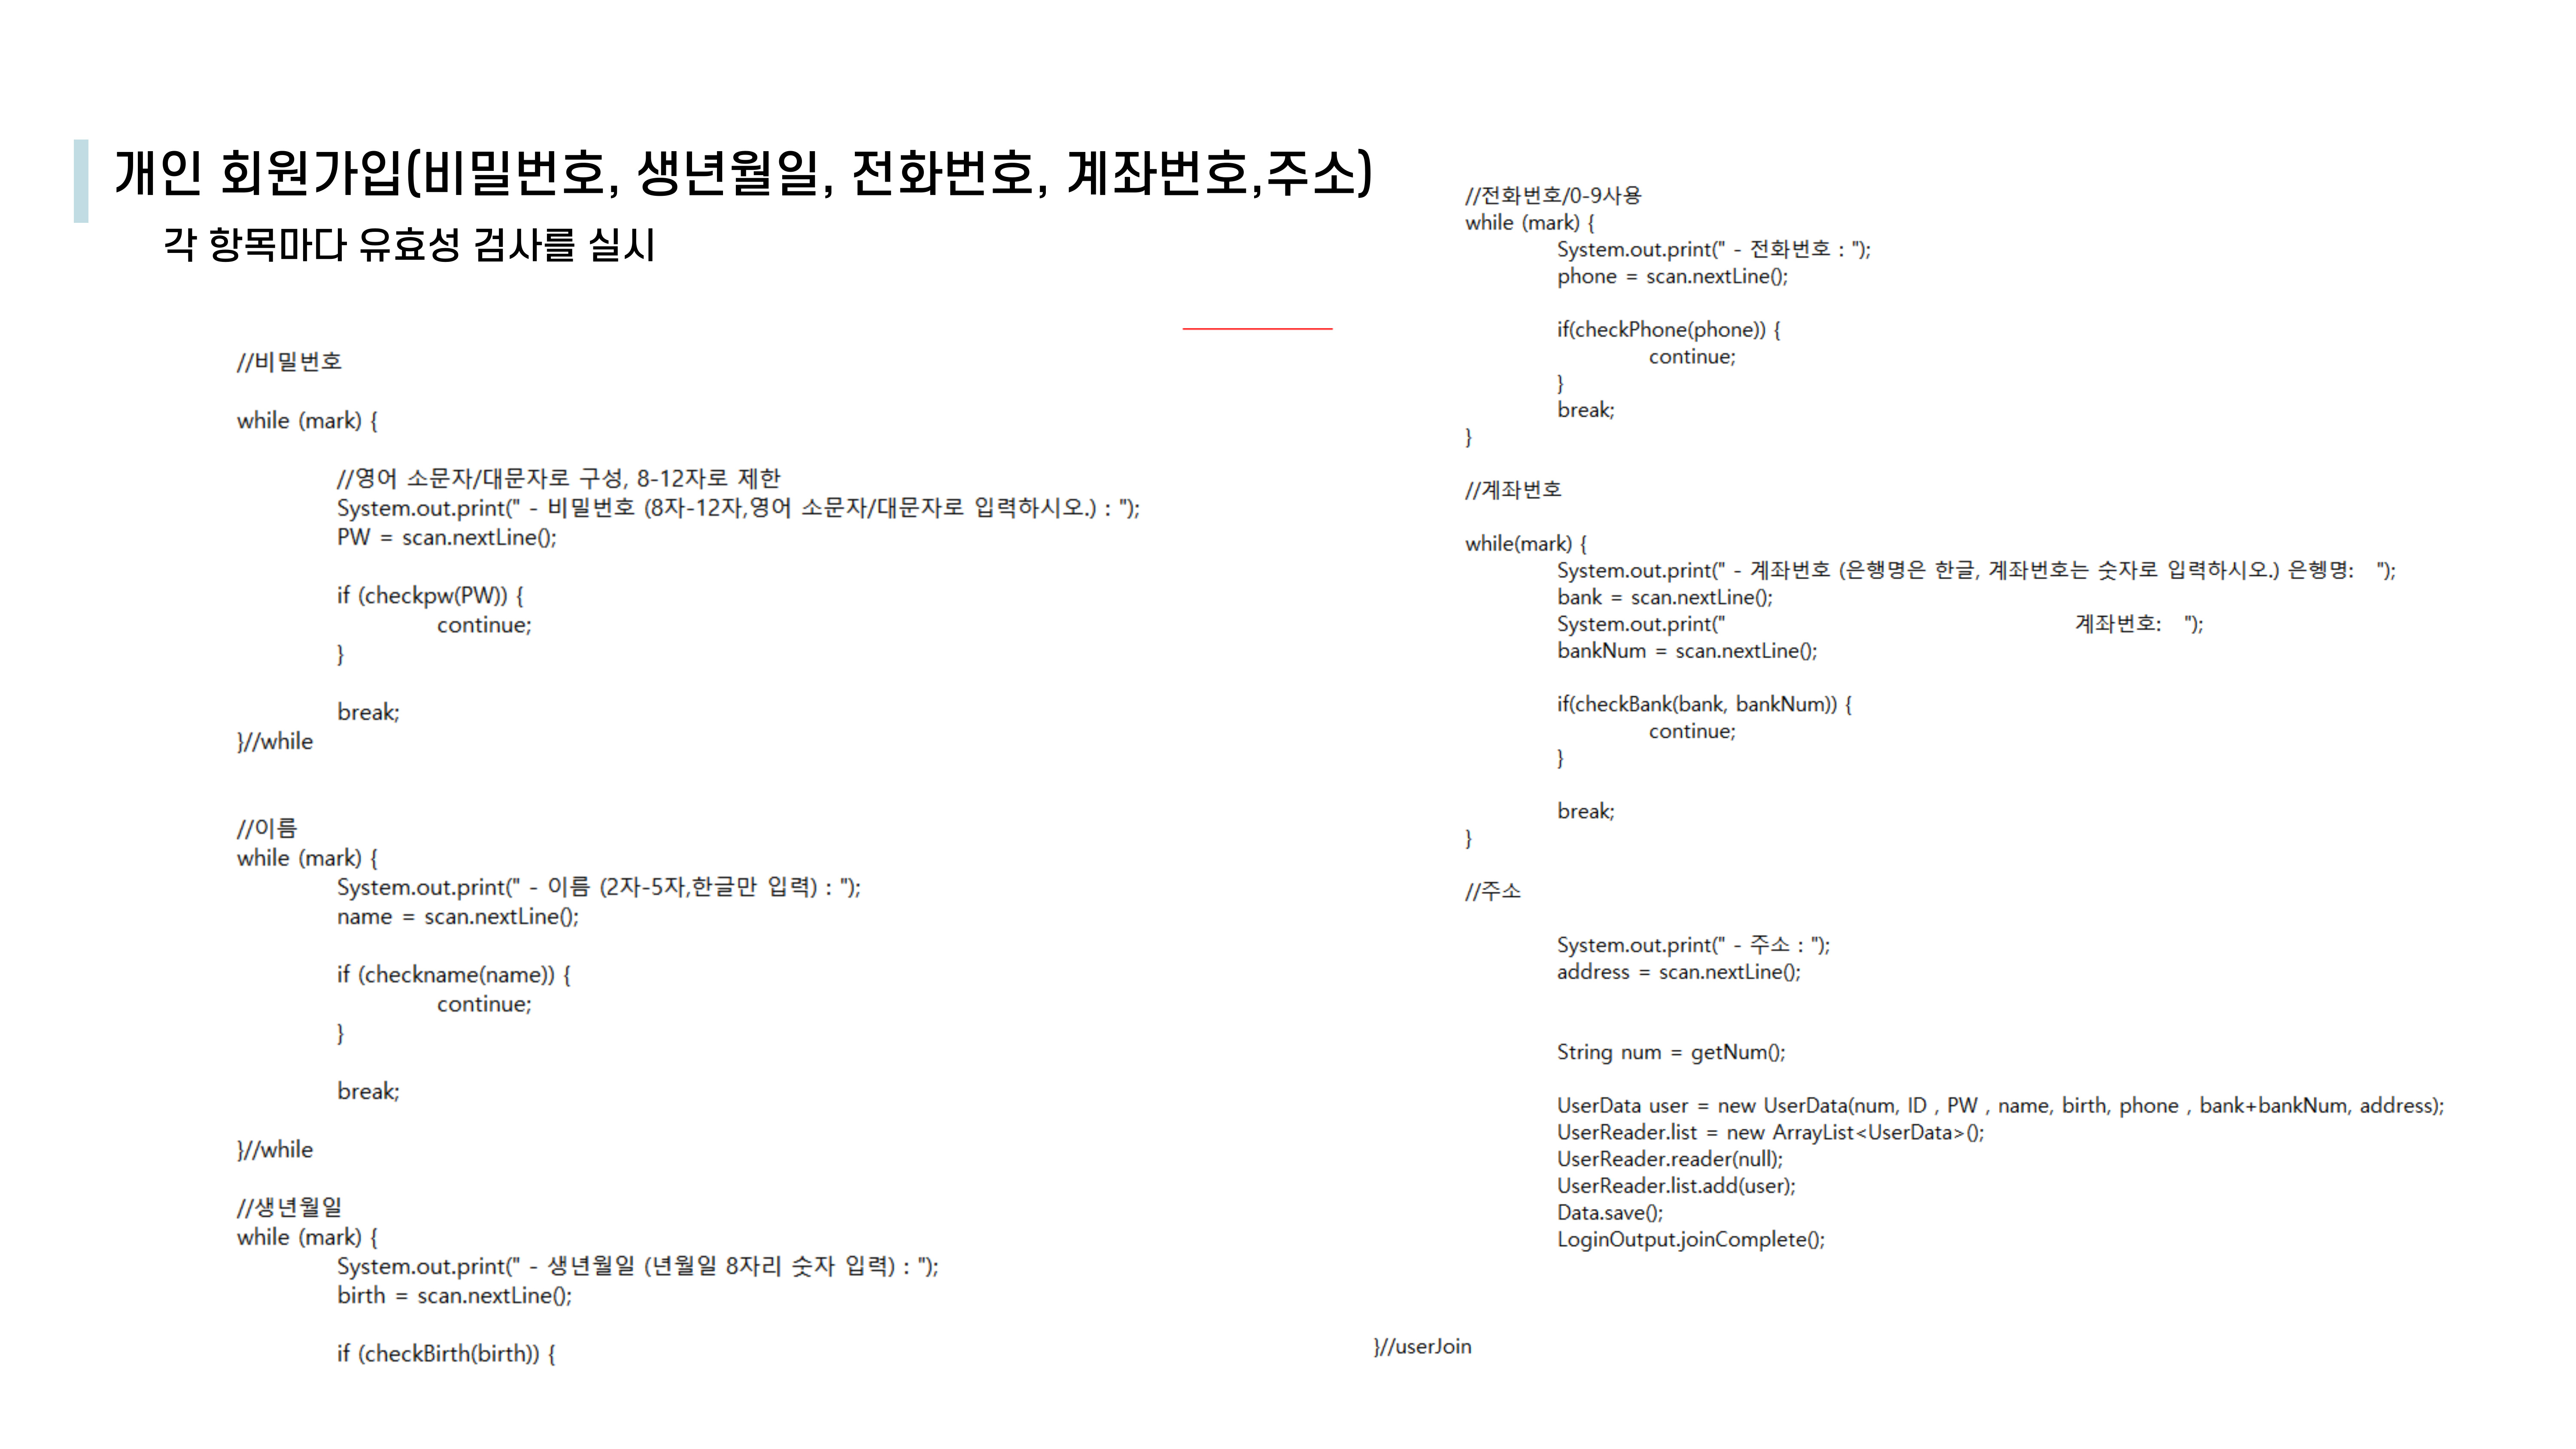 개인 회원가입(비밀번호, 생년월일, 전화번호, 계좌번호,주소)
각 항목마다 유효성 검사를 실시
//비밀번호
while (mark) {
//영어 소문자/대문자로 구성, 8-12자로 제한
System.out.print(" - 비밀번호 (8자-12자,영어 소문자/대문자로 입력하시오.) : ");
PW = scan.nextLine();
if (checkpw(PW)) {
continue;
}
break;
}//while
//이름
while (mark) {
System.out.print(" - 이름 (2자-5자,한글만 입력) : ");
name = scan.nextLine();
if (checkname(name)) {
continue;
}
break;
}//while
//생년월일
while (mark) {
System.out.print(" - 생년월일 (년월일 8자리 숫자 입력) : ");
birth = scan.nextLine();
if (checkBirth(birth)) {
//전화번호/0-9사용
while (mark) {
System.out.print(" - 전화번호 : ");
phone = scan.nextLine();
if(checkPhone(phone)) {
continue;
}
break;
}
//계좌번호
while(mark) {
System.out.print(" - 계좌번호 (은행명은 한글, 계좌번호는 숫자로 입력하시오.) 은행명:   ");
bank = scan.nextLine();
System.out.print("                                                  계좌번호:   ");
bankNum = scan.nextLine();
if(checkBank(bank, bankNum)) {
continue;
}
break;
}
//주소
System.out.print(" - 주소 : ");
address = scan.nextLine();
String num = getNum();
UserData user = new UserData(num, ID , PW , name, birth, phone , bank+bankNum, address);
UserReader.list = new ArrayList<UserData>();
UserReader.reader(null);
UserReader.list.add(user);
Data.save();
LoginOutput.joinComplete();
}//userJoin